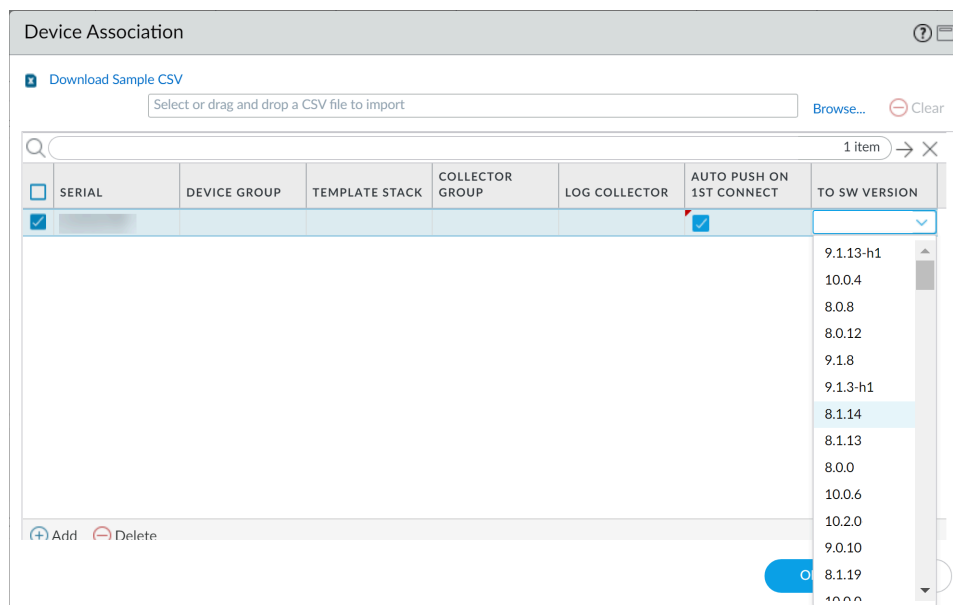 Device Association
Download Sample CSV
Select or drag and drop a CSV file to import
Browse...
Clear
1 item
SERIAL
DEVICE GROUP
TEMPLATE STACK
COLLECTOR
GROUP
LOG COLLECTOR
AUTO PUSH ON
1ST CONNECT
TO SW VERSION
9.1.13-h1
10.0.4
8.0.8
8.0.12
9.1.8
9.1.3-h1
8.1.14
8.1.13
8.0.0
10.0.6
10.2.0
9.0.10
8.1.19
10.0.0
Add
Delete